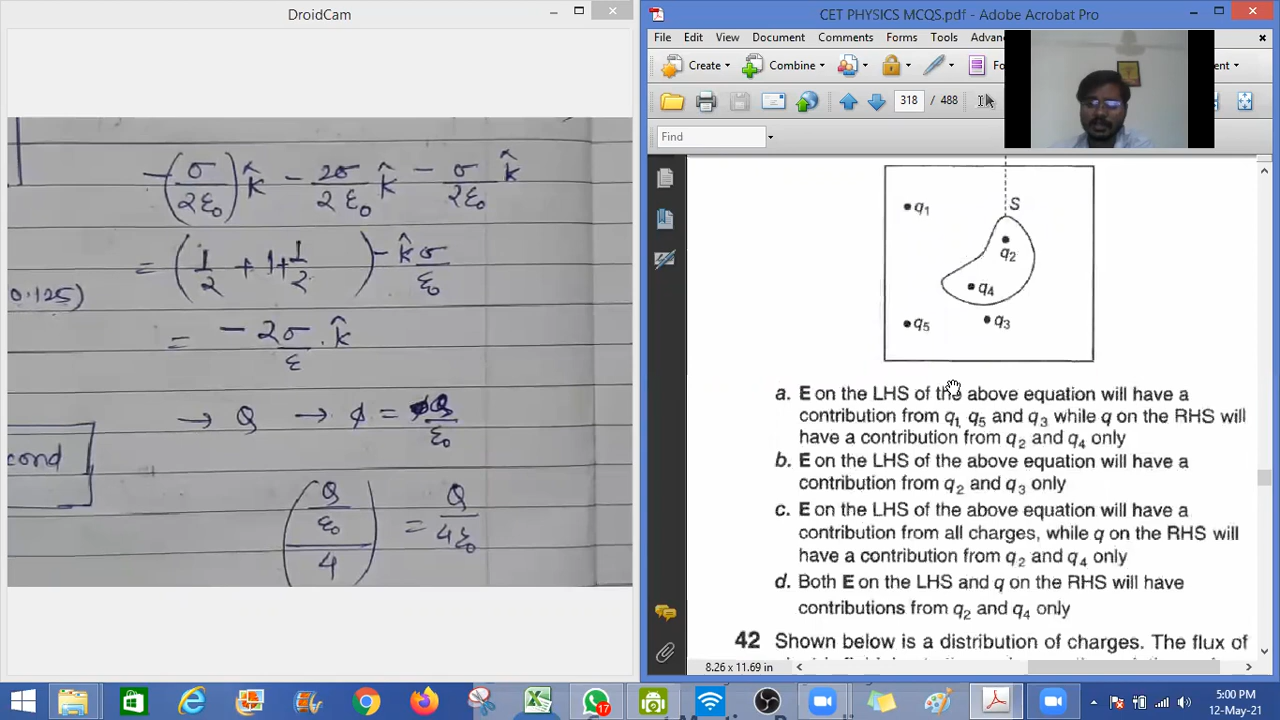 DroidCam
CET PHYSICS MCQS.pdf - Adobe Acrobat Pro
File Edit View Document Comments Forms Tools Advan
Create Combine Fo
318 / 488
Find
-(σ/2ε₀)k̂ - 2σ/2ε₀ k̂ - σ/2ε₀ k̂
= (1/2 + 1 + 1/2) - k̂σ/ε₀
0.125)
= -2σ/ε . k̂
→ Q → ϕ = Q/ε₀
cond
(Q/ε₀ / 4) = Q/4ε₀
S
q₁
q₂
q₄
q₅
q₃
a. E on the LHS of the above equation will have a
contribution from q₁, q₅ and q₃ while q on the RHS will
have a contribution from q₂ and q₄ only
b. E on the LHS of the above equation will have a
contribution from q₂ and q₃ only
c. E on the LHS of the above equation will have a
contribution from all charges, while q on the RHS will
have a contribution from q₂ and q₄ only
d. Both E on the LHS and q on the RHS will have
contributions from q₂ and q₄ only
42 Shown below is a distribution of charges. The flux of
8.26 x 11.69 in
17
5:00 PM
12-May-21